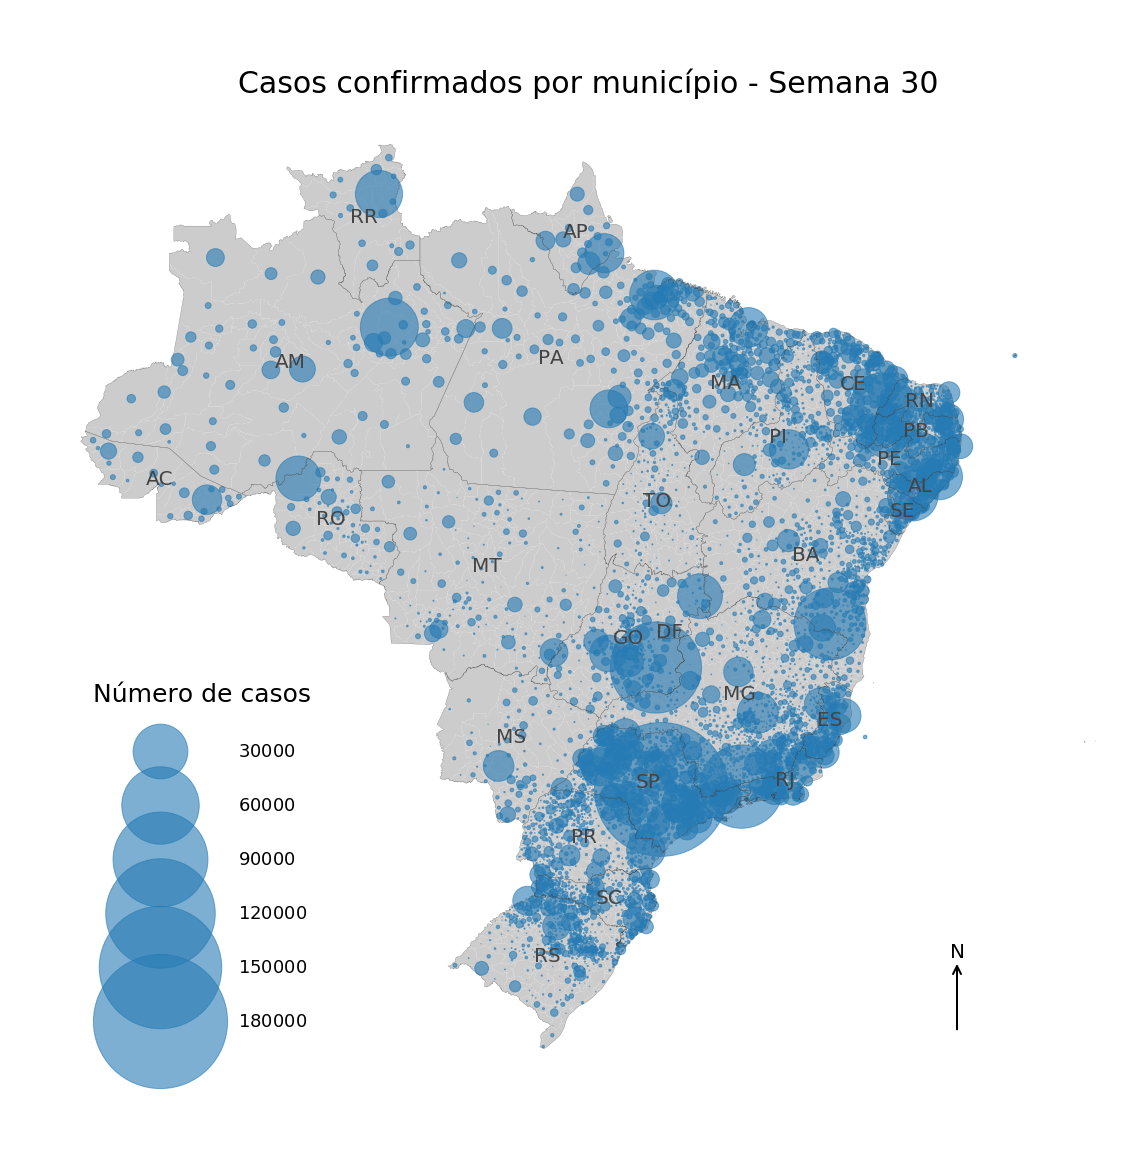 Casos confirmados por município - Semana 30
RR
AP
AM
PA
MA
CE
RN
PB
PI
PE
AL
SE
AC
TO
RO
BA
MT
GO
DF
MG
ES
MS
SP
RJ
PR
SC
RS
Número de casos
30000
60000
90000
120000
150000
180000
N